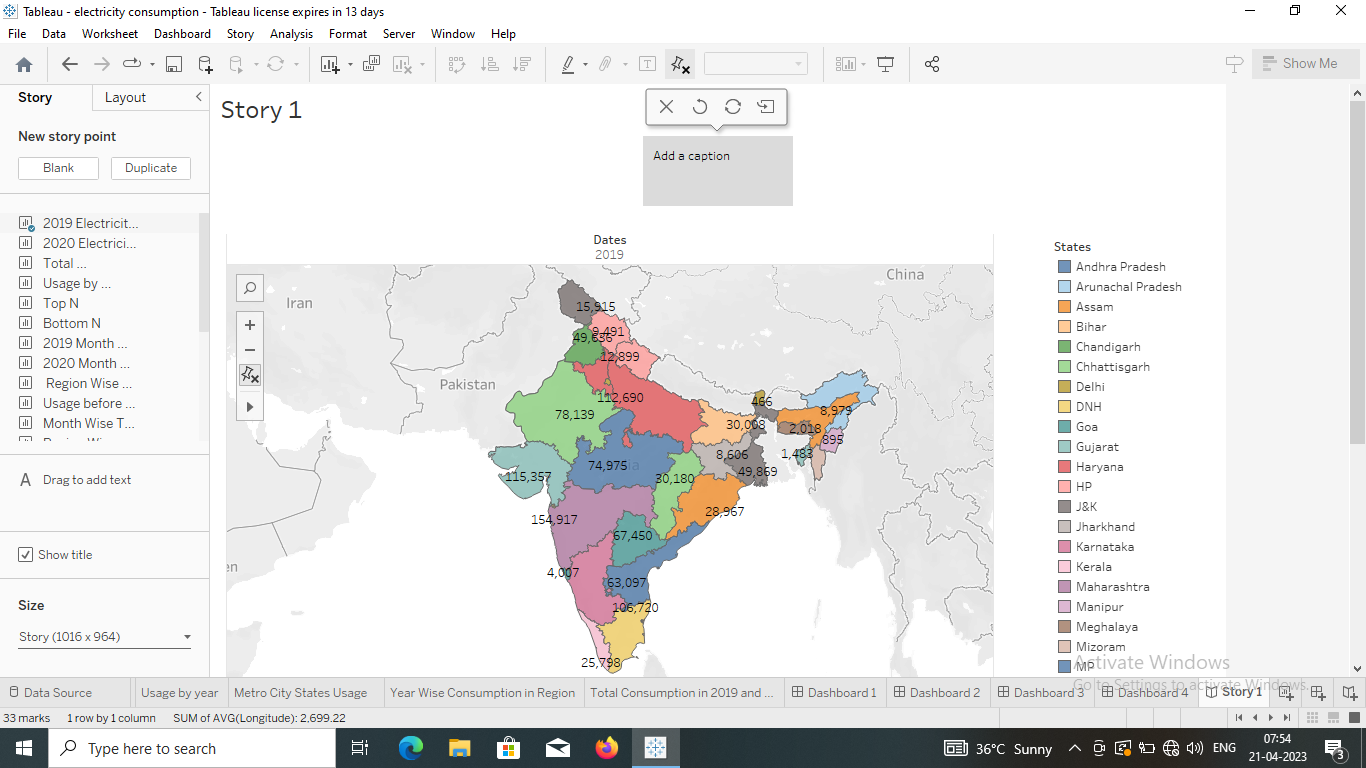 Tableau - electricity consumption - Tableau license expires in 13 days
File Data Worksheet Dashboard Story Analysis Format Server Window Help
Show Me
Story Layout
New story point
Blank Duplicate
2019 Electricit...
2020 Electrici...
Total ...
Usage by ...
Top N
Bottom N
2019 Month ...
2020 Month ...
Region Wise ...
Usage before ...
Month Wise T...
A Drag to add text
Show title
Size
Story (1016 x 964)
Story 1
Add a caption
Dates
2019
China
Iran
Pakistan
15,915
9,491
49,636
12,899
112,690
78,139
466
8,979
30,008
2,018
895
1,483
8,606
74,975
49,869
115,357
30,180
28,967
154,917
67,450
4,007
63,097
106,720
25,798
en
States
Andhra Pradesh
Arunachal Pradesh
Assam
Bihar
Chandigarh
Chhattisgarh
Delhi
DNH
Goa
Gujarat
Haryana
HP
J&K
Jharkhand
Karnataka
Kerala
Maharashtra
Manipur
Meghalaya
Mizoram
MP
Activate Windows
Go to Settings to activate Windows.
Data Source Usage by year Metro City States Usage Year Wise Consumption in Region Total Consumption in 2019 and ... Dashboard 1 Dashboard 2 Dashboard 3 Dashboard 4 Story 1
33 marks 1 row by 1 column SUM of AVG(Longitude): 2,699.22
Type here to search
36°C Sunny ENG
07:54
21-04-2023
3